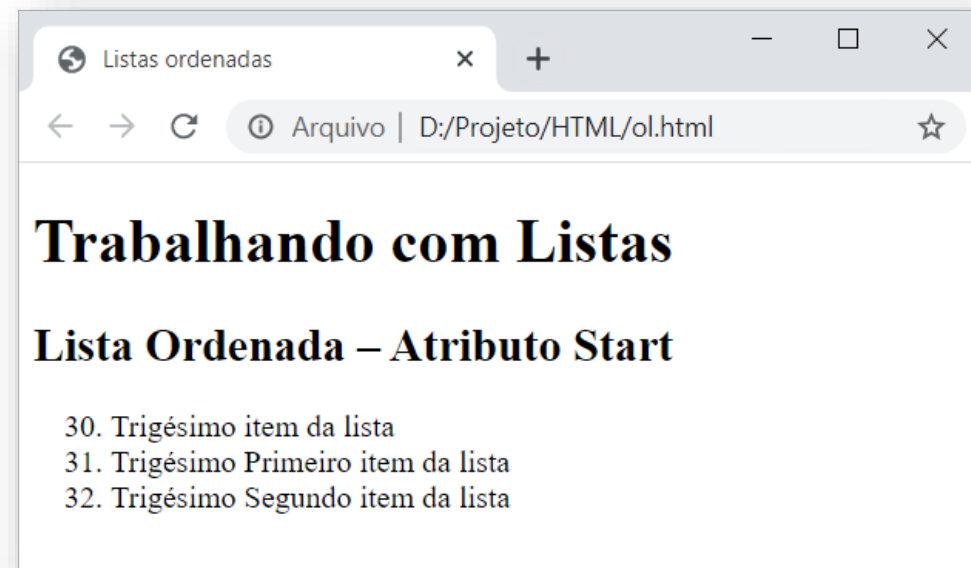 Listas ordenadas
Arquivo | D:/Projeto/HTML/ol.html
Trabalhando com Listas
Lista Ordenada – Atributo Start
30. Trigésimo item da lista
31. Trigésimo Primeiro item da lista
32. Trigésimo Segundo item da lista